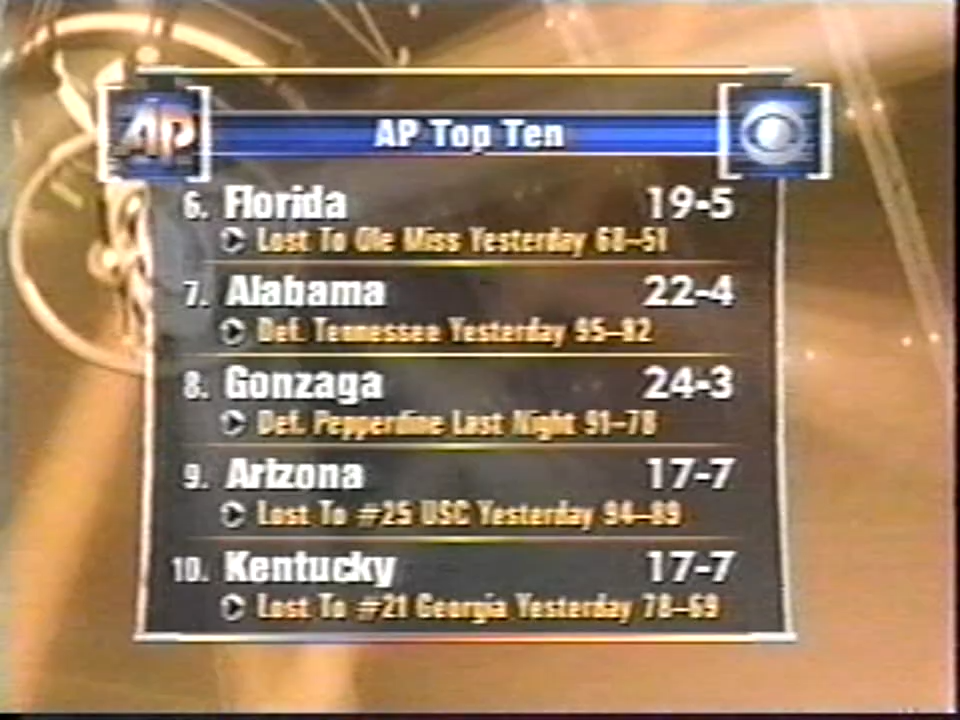 AP
AP Top Ten
6. Florida 19-5
Lost To Ole Miss Yesterday 68-51
7. Alabama 22-4
Def. Tennessee Yesterday 95-82
8. Gonzaga 24-3
Def. Pepperdine Last Night 91-78
9. Arizona 17-7
Lost To #25 USC Yesterday 94-89
10. Kentucky 17-7
Lost To #21 Georgia Yesterday 78-69